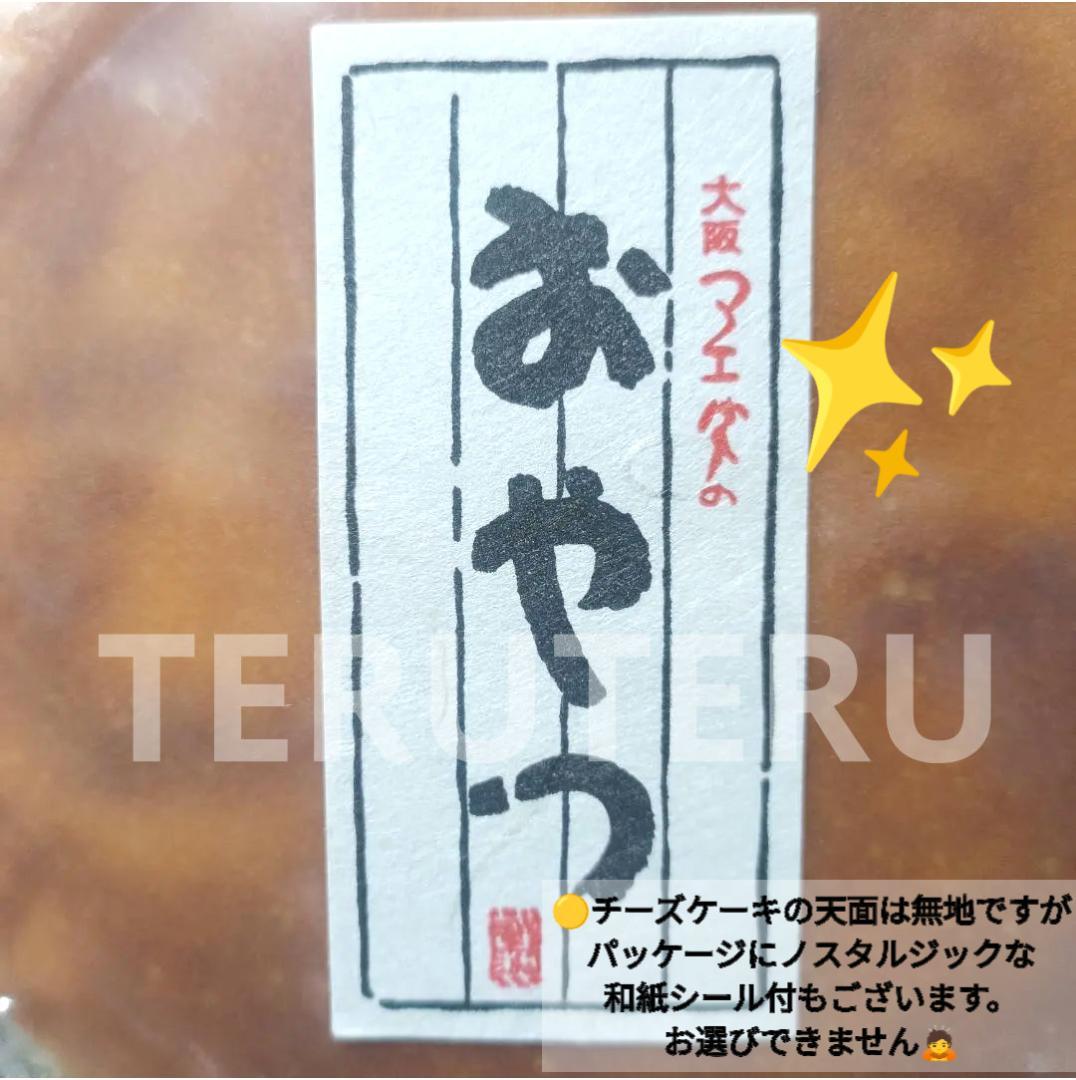 大阪マエダの
おやつ
TERUTERU
🟡チーズケーキの天面は無地ですが
パッケージにノスタルジックな
和紙シール付もございます。
お選びできません🙇